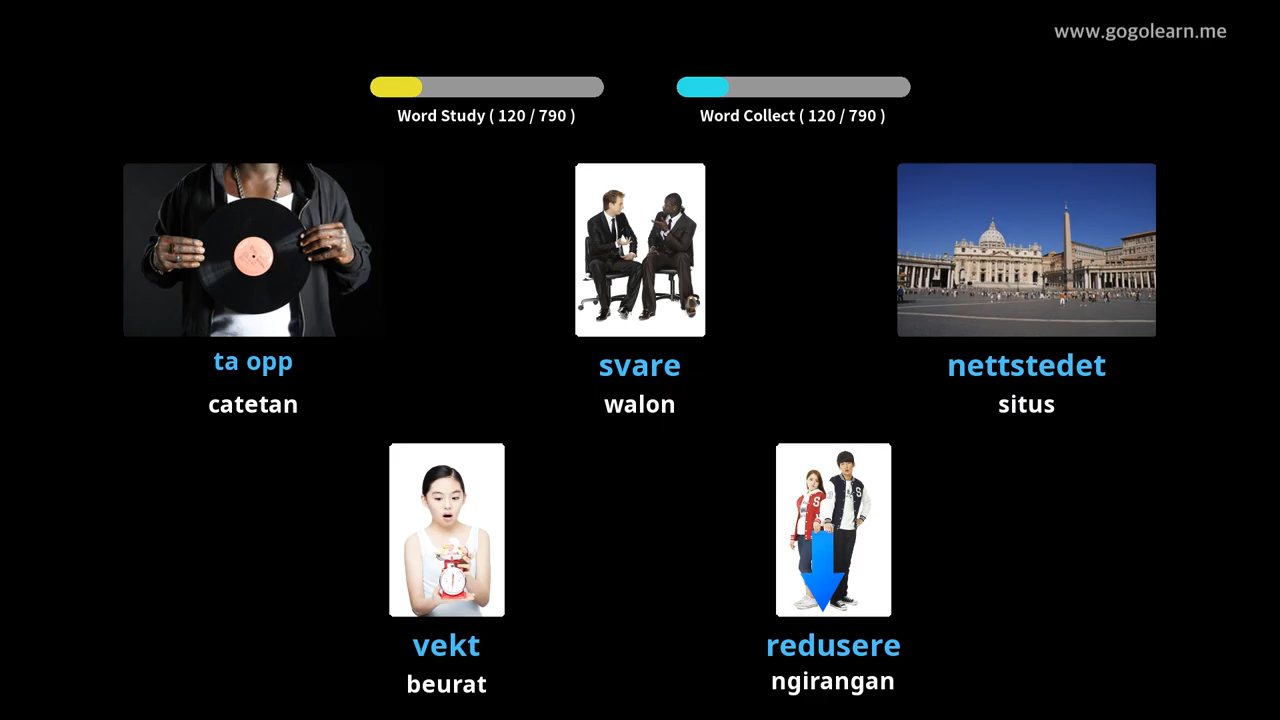 www.gogolearn.me
Word Study ( 120 / 790 )
Word Collect ( 120 / 790 )
ta opp
catetan
svare
walon
nettstedet
situs
vekt
beurat
redusere
ngirangan